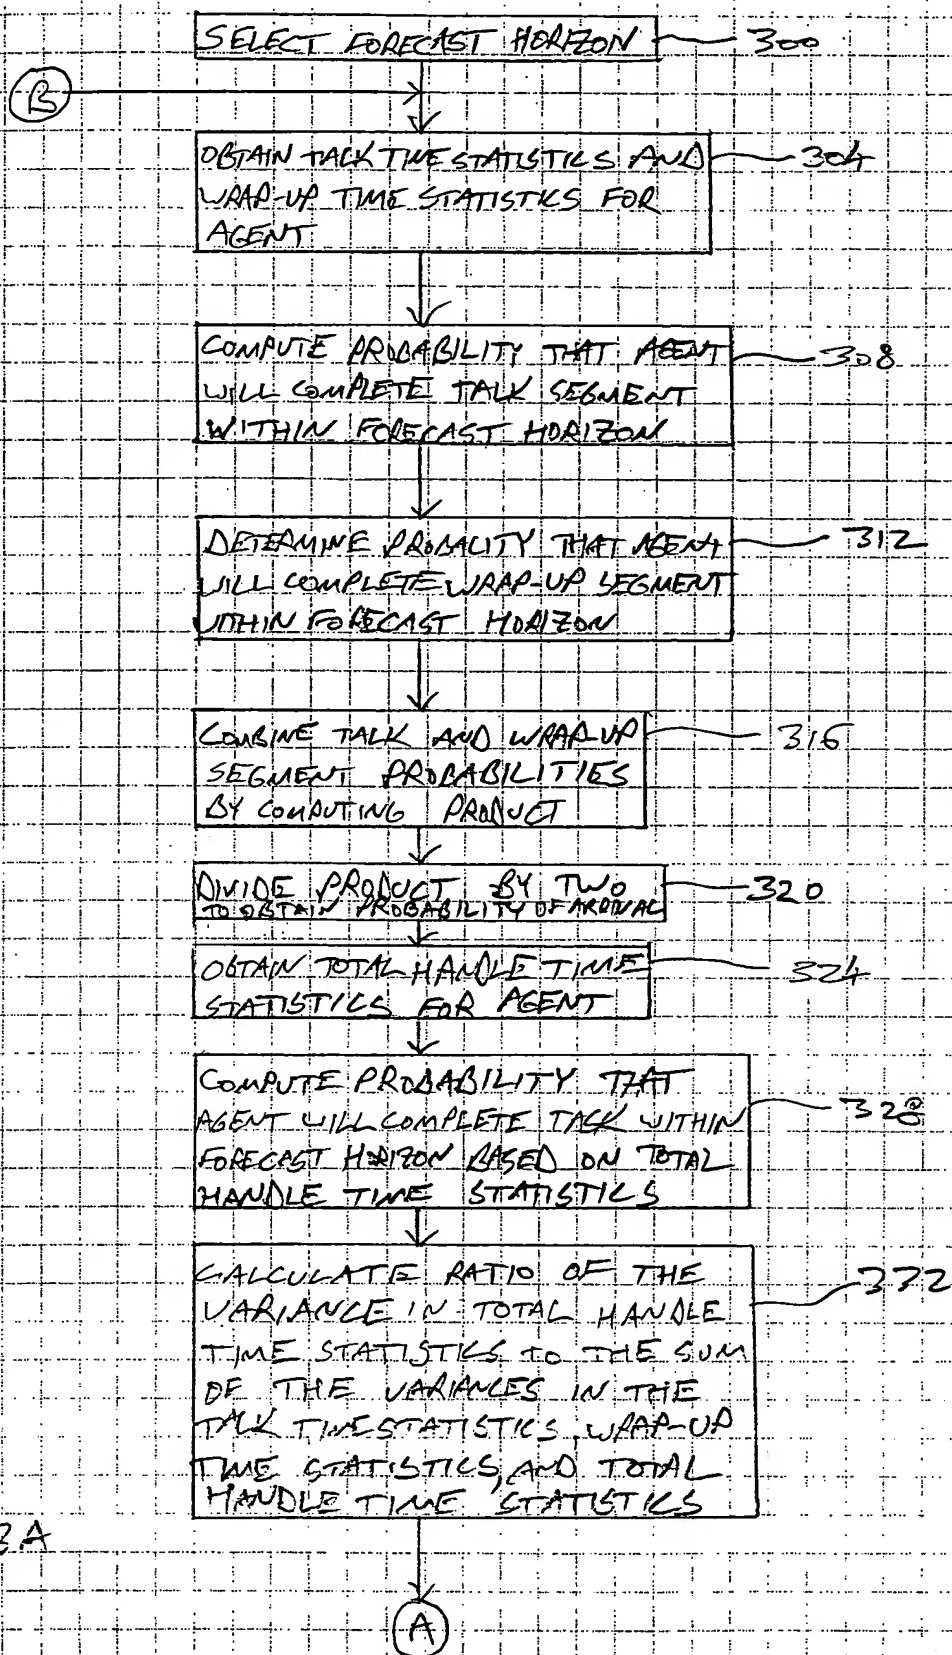 SELECT FORECAST HORIZON 300
B
OBTAIN TALK TIME STATISTICS AND 304
WRAP-UP TIME STATISTICS FOR
AGENT
COMPUTE PROBABILITY THAT AGENT 308
WILL COMPLETE TALK SEGMENT
WITHIN FORECAST HORIZON
DETERMINE PROBALITY THAT AGENT 312
WILL COMPLETE WRAP-UP SEGMENT
WITHIN FORECAST HORIZON
COMBINE TALK AND WRAP-UP 316
SEGMENT PROBABILITIES
BY COMPUTING PRODUCT
DIVIDE PRODUCT BY TWO 320
TO OBTAIN PROBABILITY OF ARRIVAL
OBTAIN TOTAL HANDLE TIME 324
STATISTICS FOR AGENT
COMPUTE PROBABILITY THAT
AGENT WILL COMPLETE TASK WITHIN 328
FORECAST HORIZON BASED ON TOTAL
HANDLE TIME STATISTICS
CALCULATE RATIO OF THE 332
VARIANCE IN TOTAL HANDLE
TIME STATISTICS TO THE SUM
OF THE VARIANCES IN THE
TALK TIME STATISTICS, WRAP-UP
TIME STATISTICS, AND TOTAL
HANDLE TIME STATISTICS
3A
A